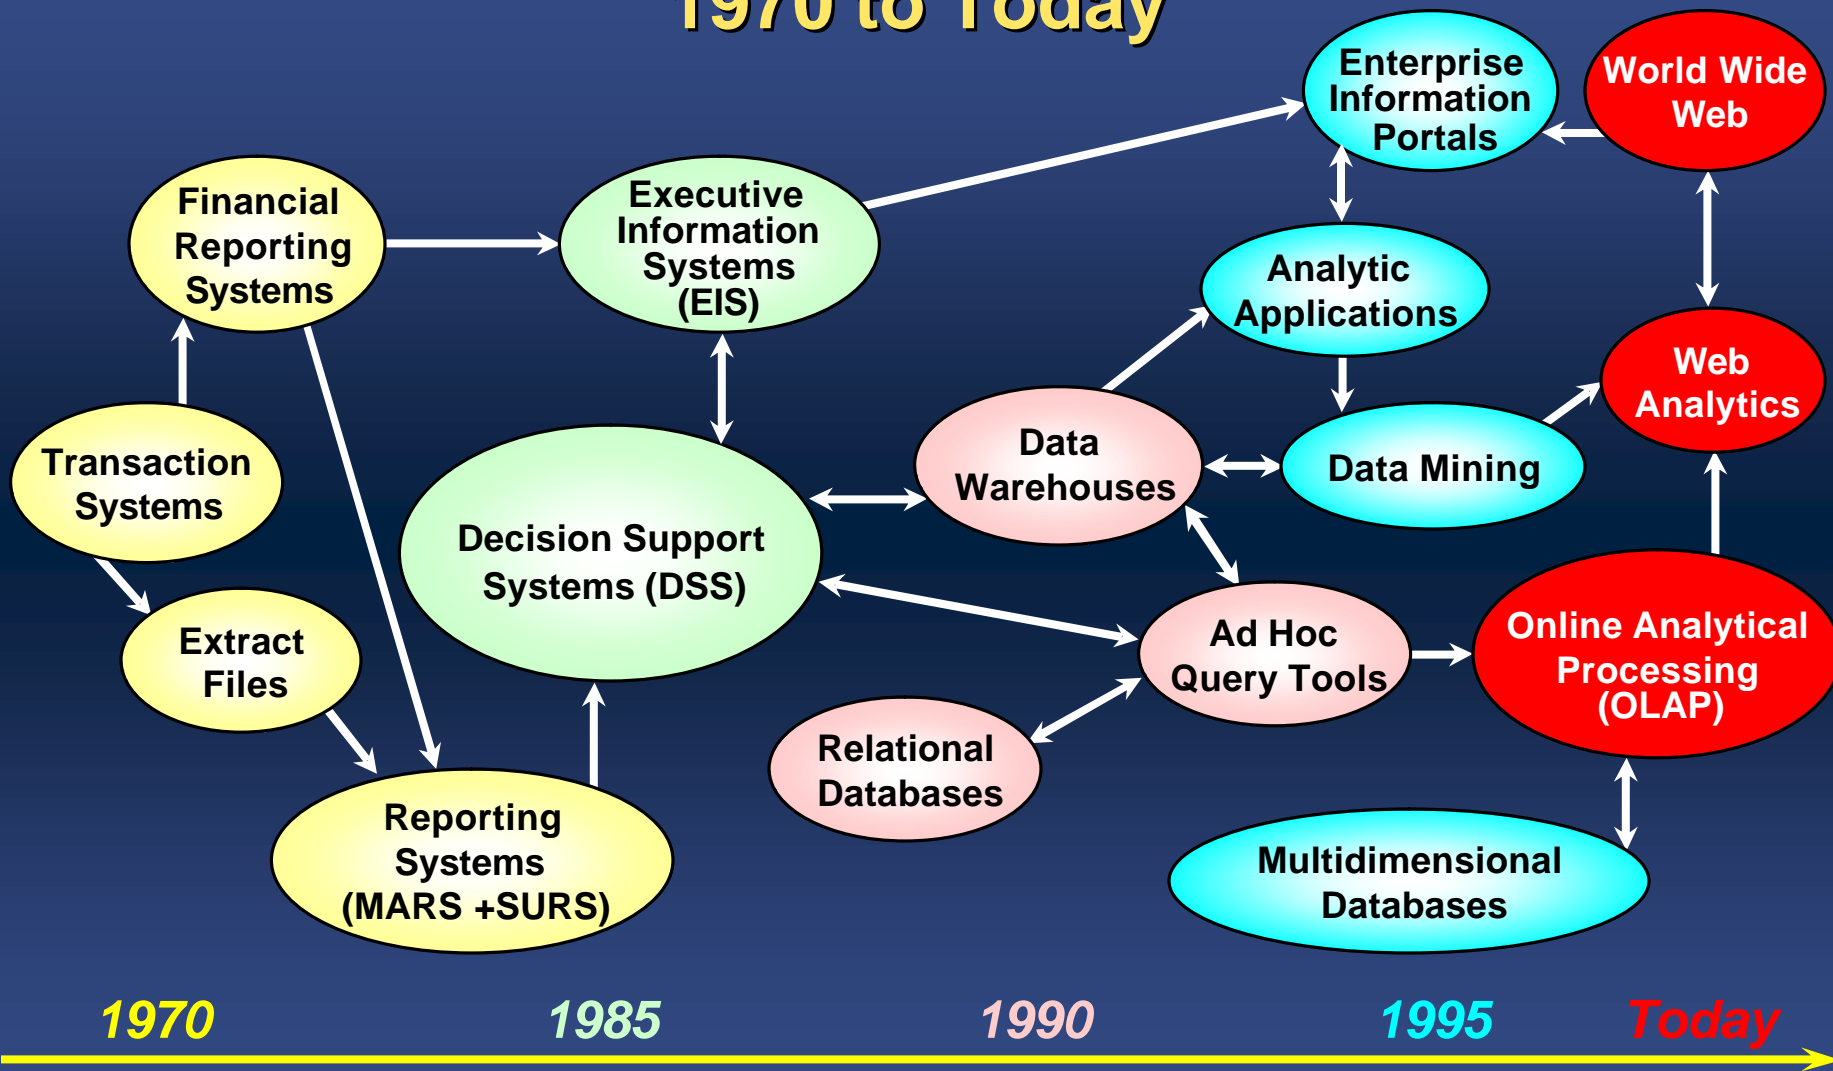 1970 to Today
Enterprise
Information
Portals
World Wide
Web
Financial
Reporting
Systems
Executive
Information
Systems
(EIS)
Analytic
Applications
Web
Analytics
Transaction
Systems
Data
Warehouses
Data Mining
Decision Support
Systems (DSS)
Extract
Files
Ad Hoc
Query Tools
Online Analytical
Processing
(OLAP)
Relational
Databases
Reporting
Systems
(MARS +SURS)
Multidimensional
Databases
1970
1985
1990
1995
Today